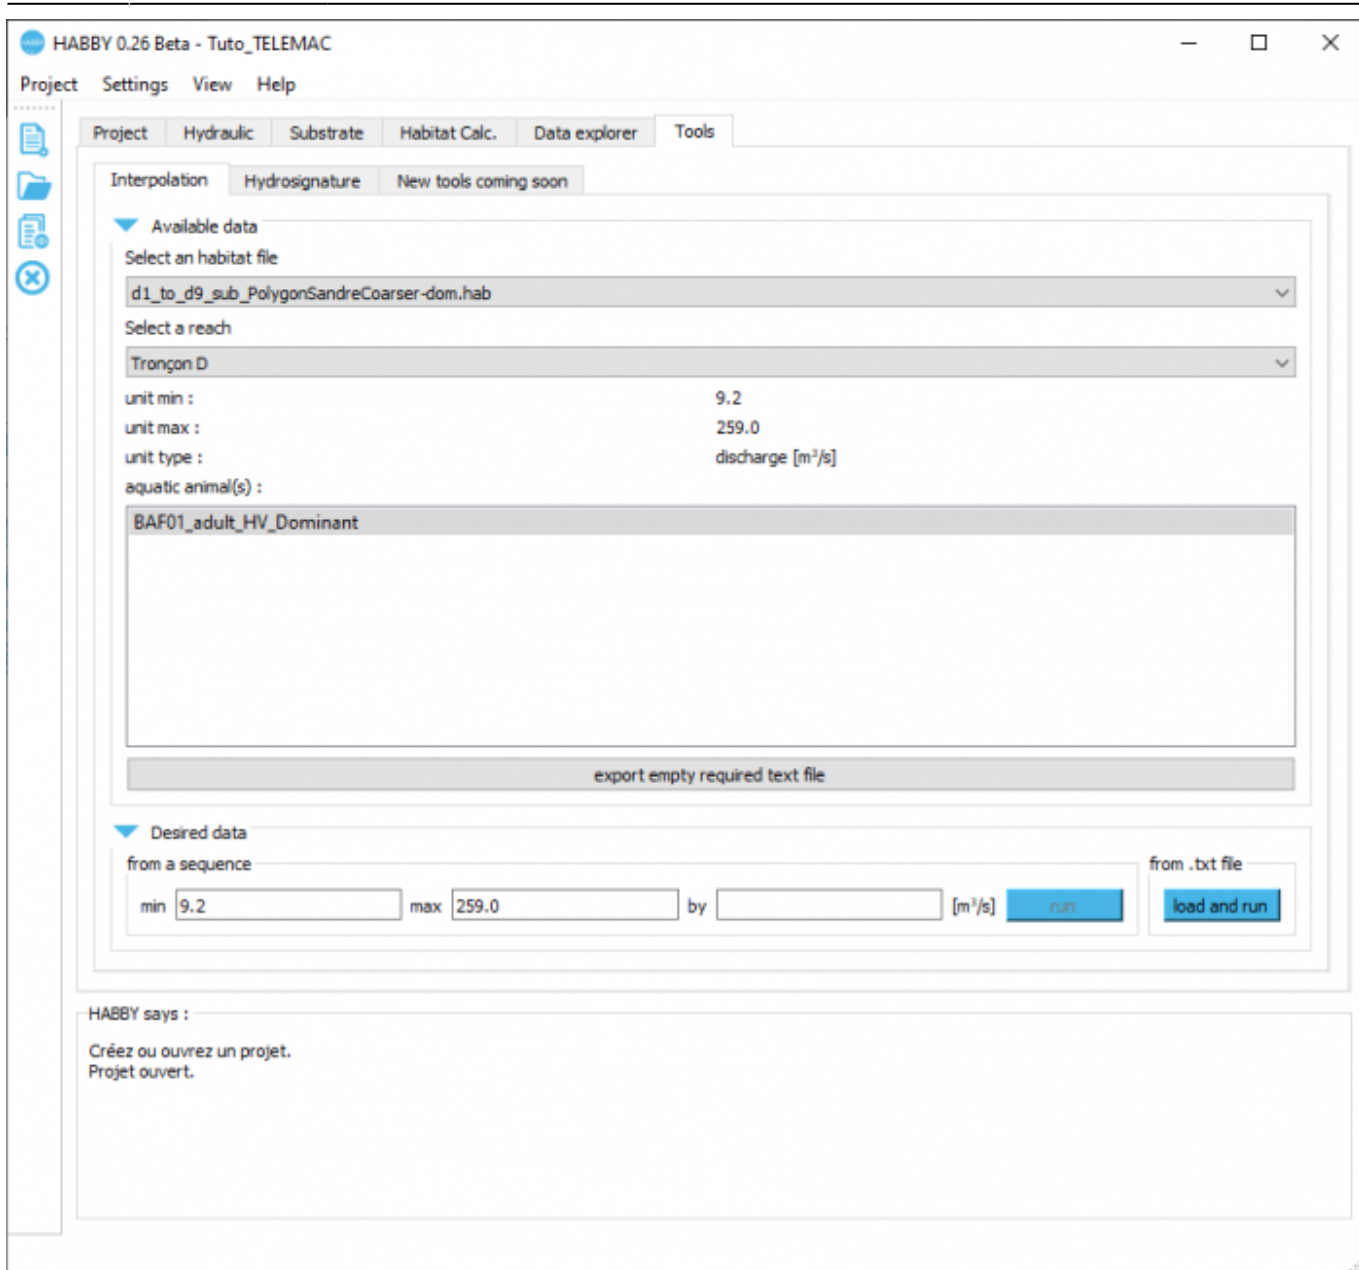 HABBY 0.26 Beta - Tuto_TELEMAC
Project Settings View Help
Project Hydraulic Substrate Habitat Calc. Data explorer Tools
Interpolation Hydrosignature New tools coming soon
Available data
Select an habitat file
d1_to_d9_sub_PolygonSandreCoarser-dom.hab
Select a reach
Tronçon D
unit min : 9.2
unit max : 259.0
unit type : discharge [m³/s]
aquatic animal(s) :
BAF01_adult_HV_Dominant
export empty required text file
Desired data
from a sequence from .txt file
min 9.2 max 259.0 by [m³/s] run load and run
HABBY says :
Créez ou ouvrez un projet.
Projet ouvert.